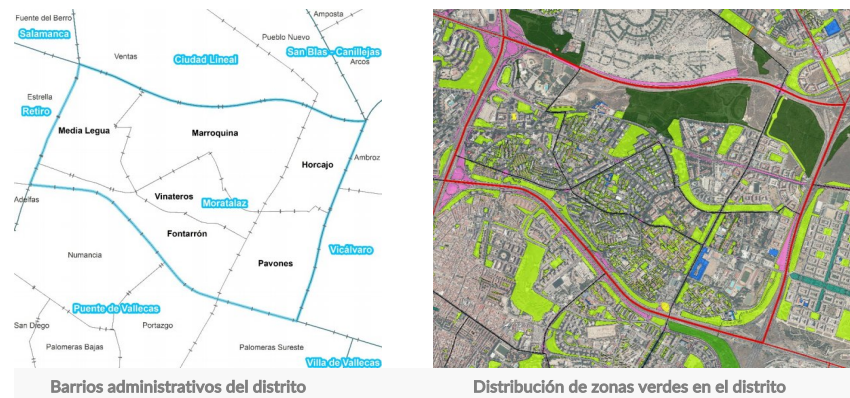 Fuente del Berro
Salamanca
Amposta
Pueblo Nuevo
Ventas
Ciudad Lineal
San Blas - Canillejas
Arcos
Estrella
Retiro
Media Legua
Marroquina
Horcajo
Ambroz
Vinateros
Moratalaz
Adelfas
Fontarrón
Vicálvaro
Numancia
Pavones
Puente de Vallecas
San Diego
Portazgo
Palomeras Bajas
Palomeras Sureste
Villa de Vallecas
Barrios administrativos del distrito
Distribución de zonas verdes en el distrito